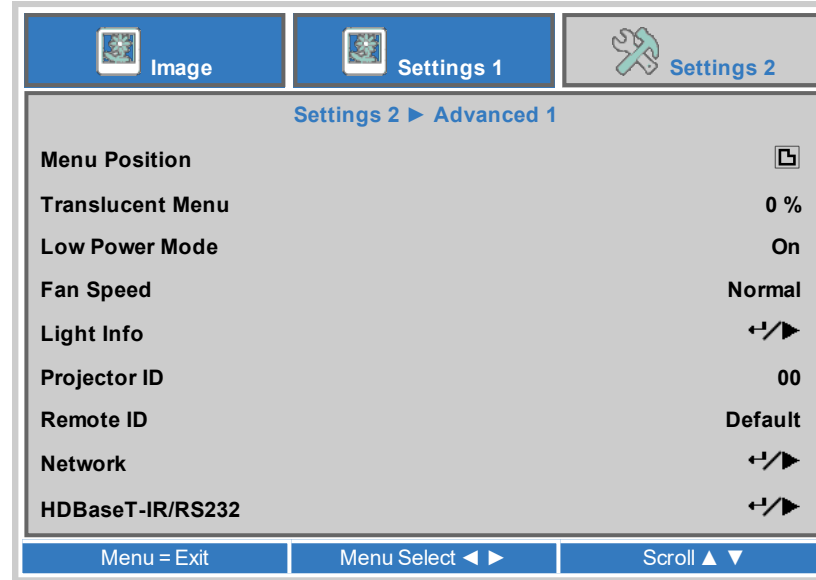 Image Settings 1 Settings 2
Settings 2 ► Advanced 1
Menu Position
Translucent Menu 0 %
Low Power Mode On
Fan Speed Normal
Light Info ↵/►
Projector ID 00
Remote ID Default
Network ↵/►
HDBaseT-IR/RS232 ↵/►
Menu = Exit Menu Select ◄ ► Scroll ▲ ▼